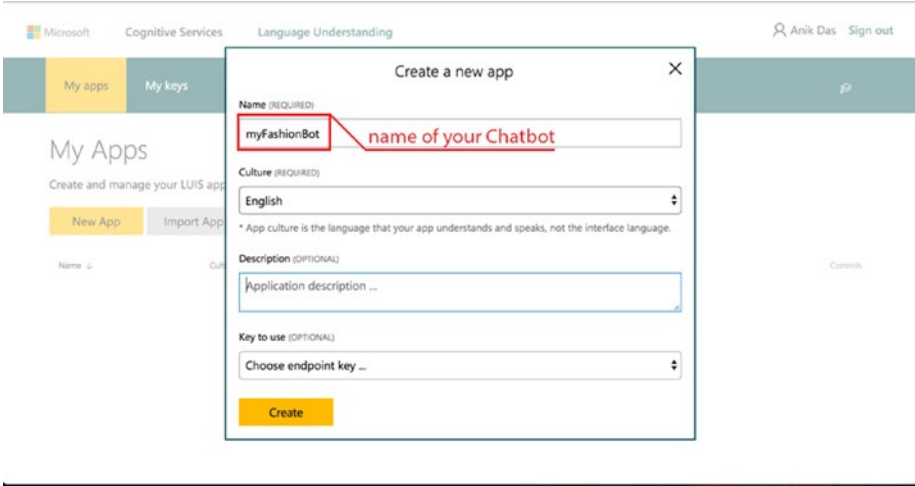 Microsoft Cognitive Services Language Understanding Anik Das Sign out
My apps My keys
Create a new app
Name (REQUIRED)
myFashionBot name of your Chatbot
My Apps
Culture (REQUIRED)
Create and manage your LUIS app
English
New App Import App
* App culture is the language that your app understands and speaks, not the interface language.
Name ↓ Cult Controls
Description (OPTIONAL)
Application description ...
Key to use (OPTIONAL)
Choose endpoint key ...
Create